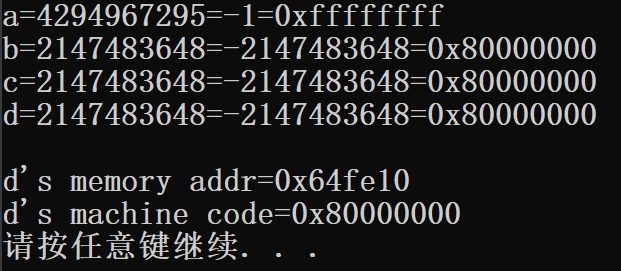 a=4294967295=-1=0xffffffff
b=2147483648=-2147483648=0x80000000
c=2147483648=-2147483648=0x80000000
d=2147483648=-2147483648=0x80000000
d's memory addr=0x64fe10
d's machine code=0x80000000
请按任意键继续. . .